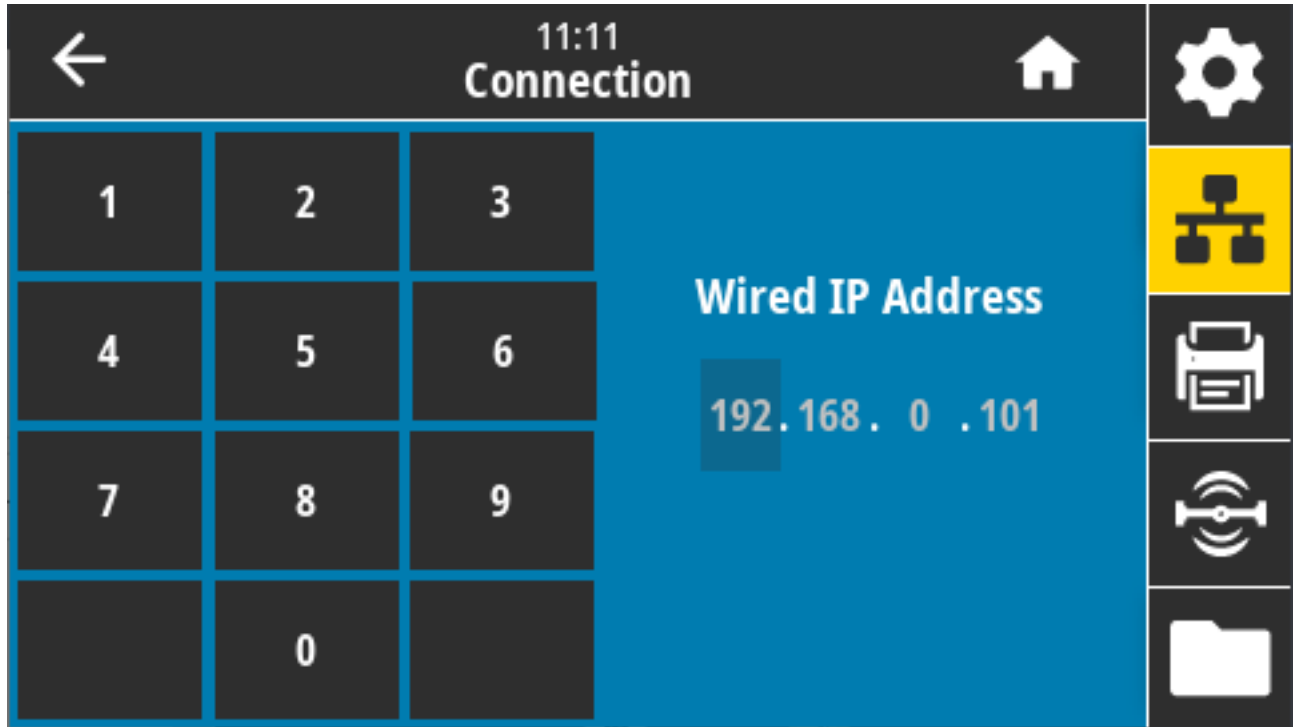 11:11
Connection
1 2 3
Wired IP Address
4 5 6
192.168. 0 .101
7 8 9
0